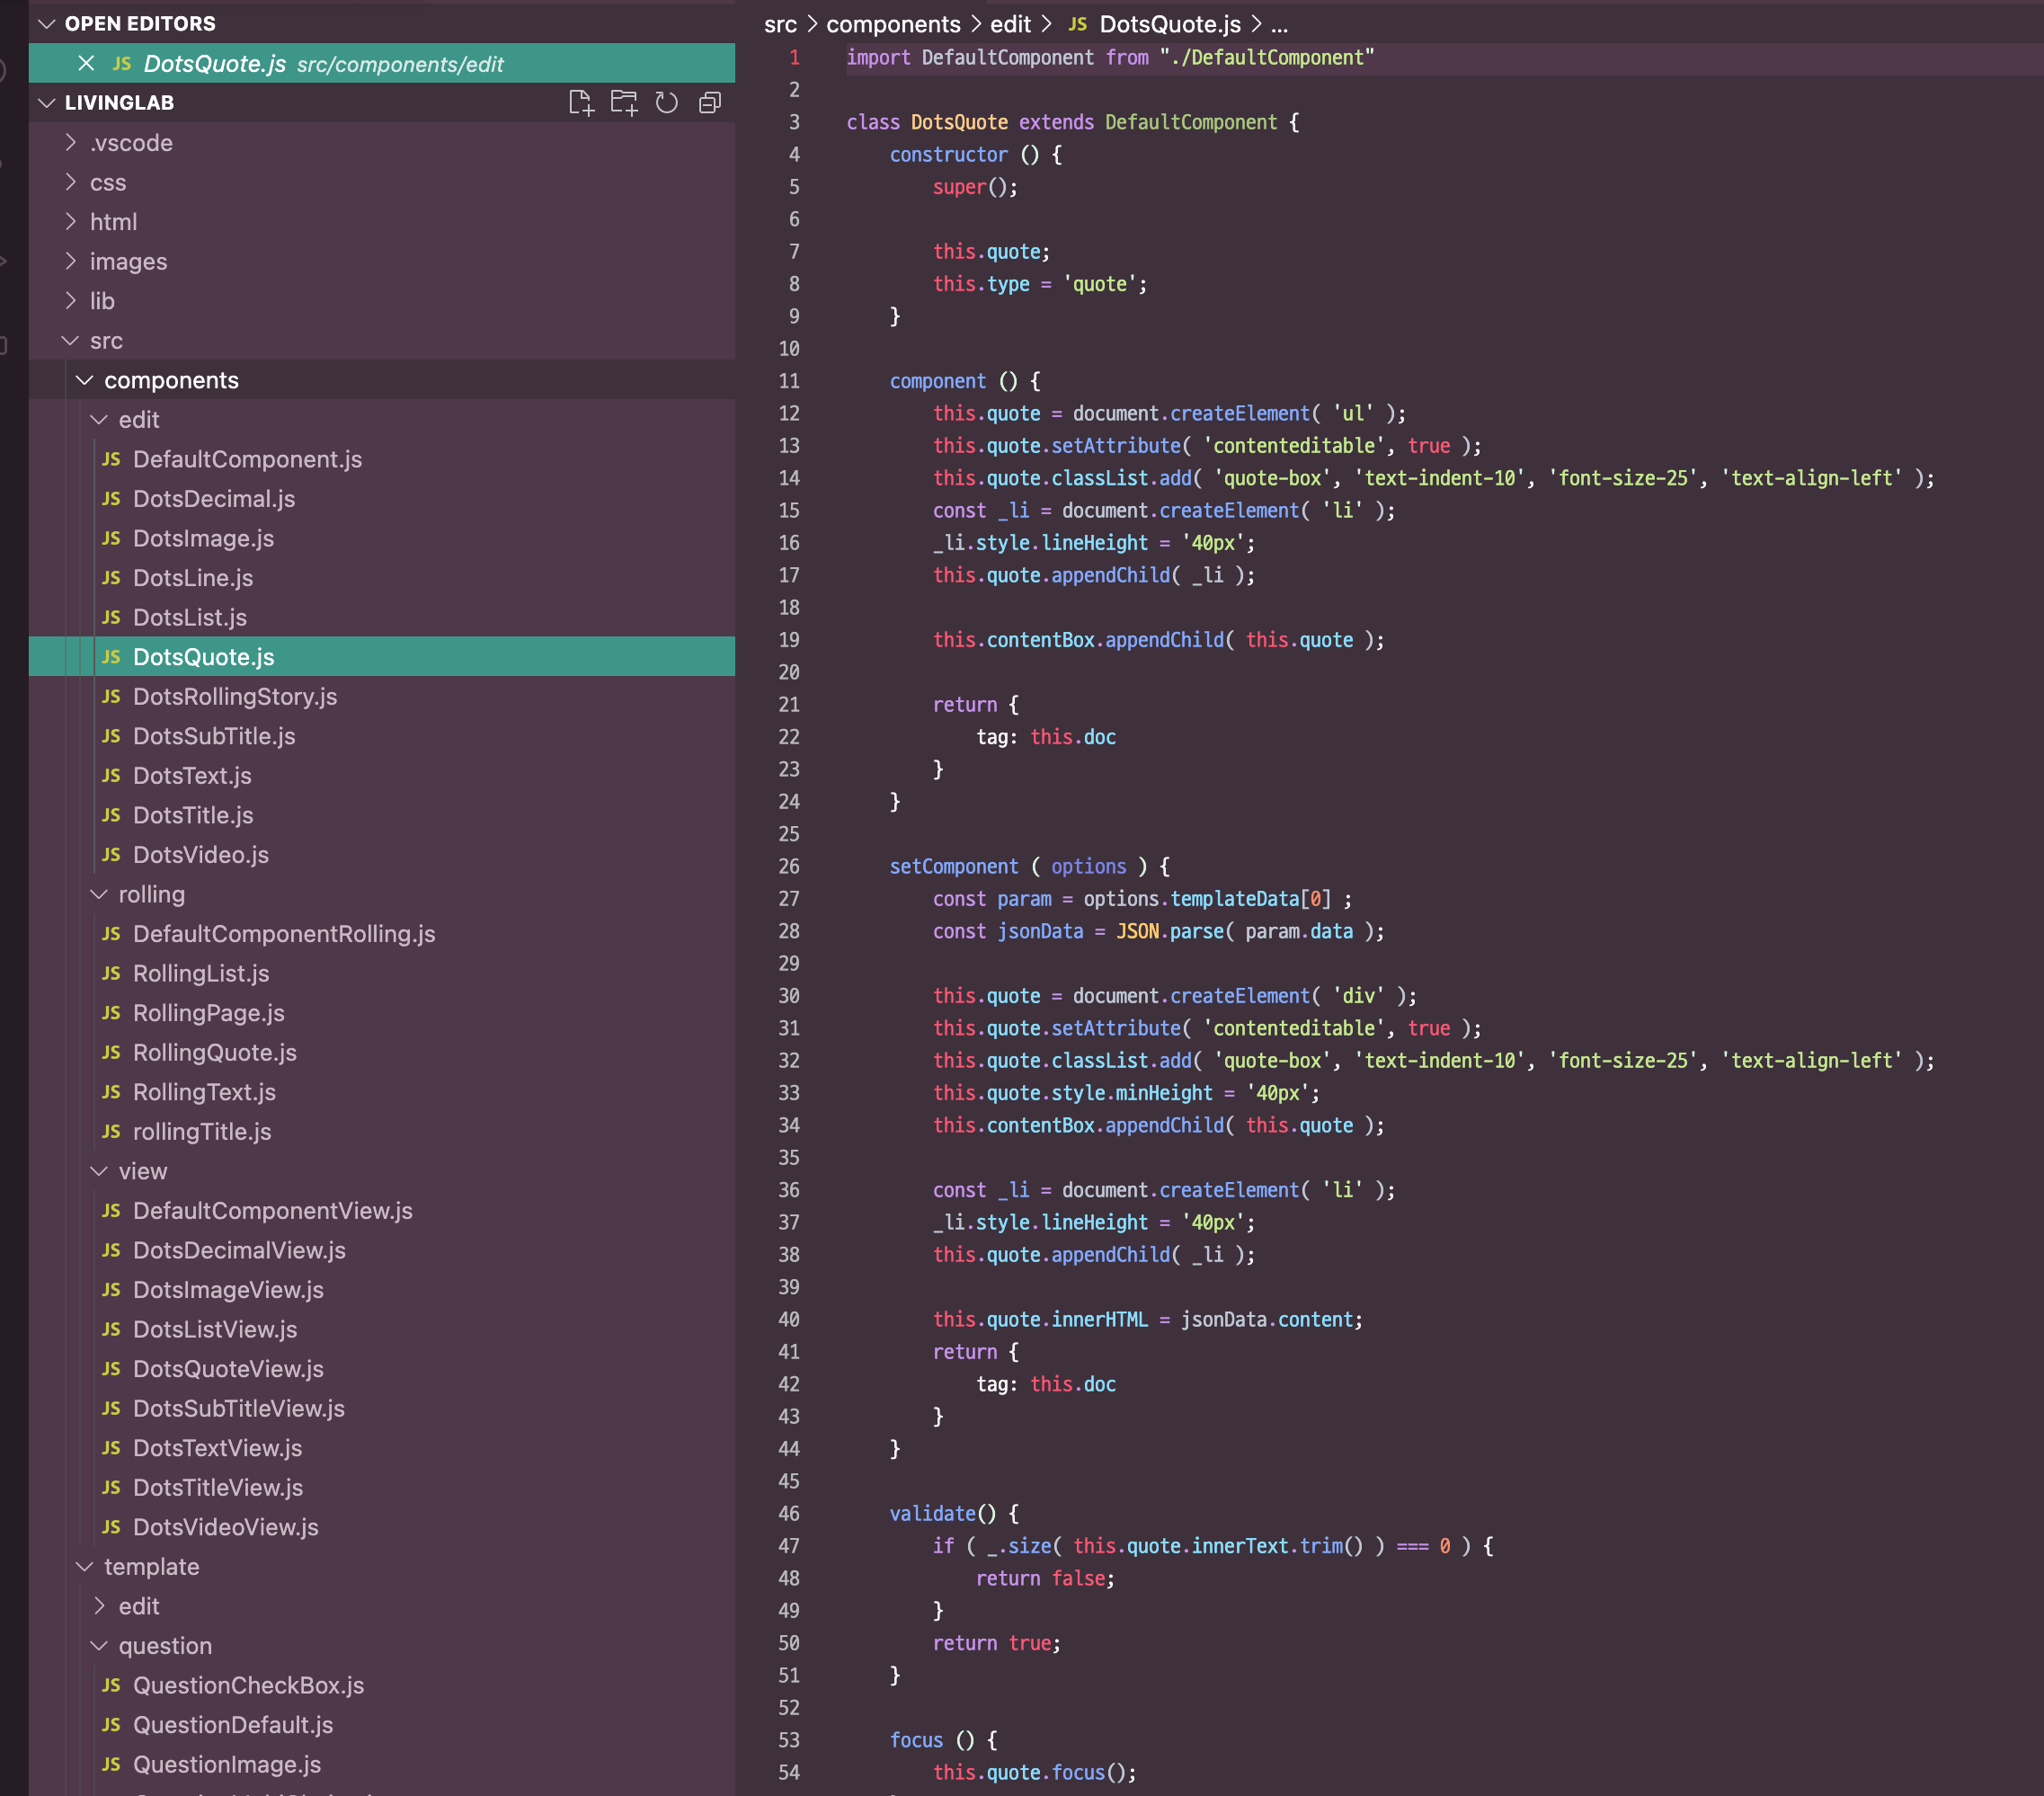 OPEN EDITORS
JS DotsQuote.js src/components/edit
LIVINGLAB
.vscode
css
html
images
lib
src
components
edit
JS DefaultComponent.js
JS DotsDecimal.js
JS DotsImage.js
JS DotsLine.js
JS DotsList.js
JS DotsQuote.js
JS DotsRollingStory.js
JS DotsSubTitle.js
JS DotsText.js
JS DotsTitle.js
JS DotsVideo.js
rolling
JS DefaultComponentRolling.js
JS RollingList.js
JS RollingPage.js
JS RollingQuote.js
JS RollingText.js
JS rollingTitle.js
view
JS DefaultComponentView.js
JS DotsDecimalView.js
JS DotsImageView.js
JS DotsListView.js
JS DotsQuoteView.js
JS DotsSubTitleView.js
JS DotsTextView.js
JS DotsTitleView.js
JS DotsVideoView.js
template
edit
question
JS QuestionCheckBox.js
JS QuestionDefault.js
JS QuestionImage.js
src > components > edit > JS DotsQuote.js > ...
1 import DefaultComponent from "./DefaultComponent"
2
3 class DotsQuote extends DefaultComponent {
4     constructor () {
5         super();
6
7         this.quote;
8         this.type = 'quote';
9     }
10
11     component () {
12         this.quote = document.createElement( 'ul' );
13         this.quote.setAttribute( 'contenteditable', true );
14         this.quote.classList.add( 'quote-box', 'text-indent-10', 'font-size-25', 'text-align-left' );
15         const _li = document.createElement( 'li' );
16         _li.style.lineHeight = '40px';
17         this.quote.appendChild( _li );
18
19         this.contentBox.appendChild( this.quote );
20
21         return {
22             tag: this.doc
23         }
24     }
25
26     setComponent ( options ) {
27         const param = options.templateData[0] ;
28         const jsonData = JSON.parse( param.data );
29
30         this.quote = document.createElement( 'div' );
31         this.quote.setAttribute( 'contenteditable', true );
32         this.quote.classList.add( 'quote-box', 'text-indent-10', 'font-size-25', 'text-align-left' );
33         this.quote.style.minHeight = '40px';
34         this.contentBox.appendChild( this.quote );
35
36         const _li = document.createElement( 'li' );
37         _li.style.lineHeight = '40px';
38         this.quote.appendChild( _li );
39
40         this.quote.innerHTML = jsonData.content;
41         return {
42             tag: this.doc
43         }
44     }
45
46     validate() {
47         if ( _.size( this.quote.innerText.trim() ) === 0 ) {
48             return false;
49         }
50         return true;
51     }
52
53     focus () {
54         this.quote.focus();